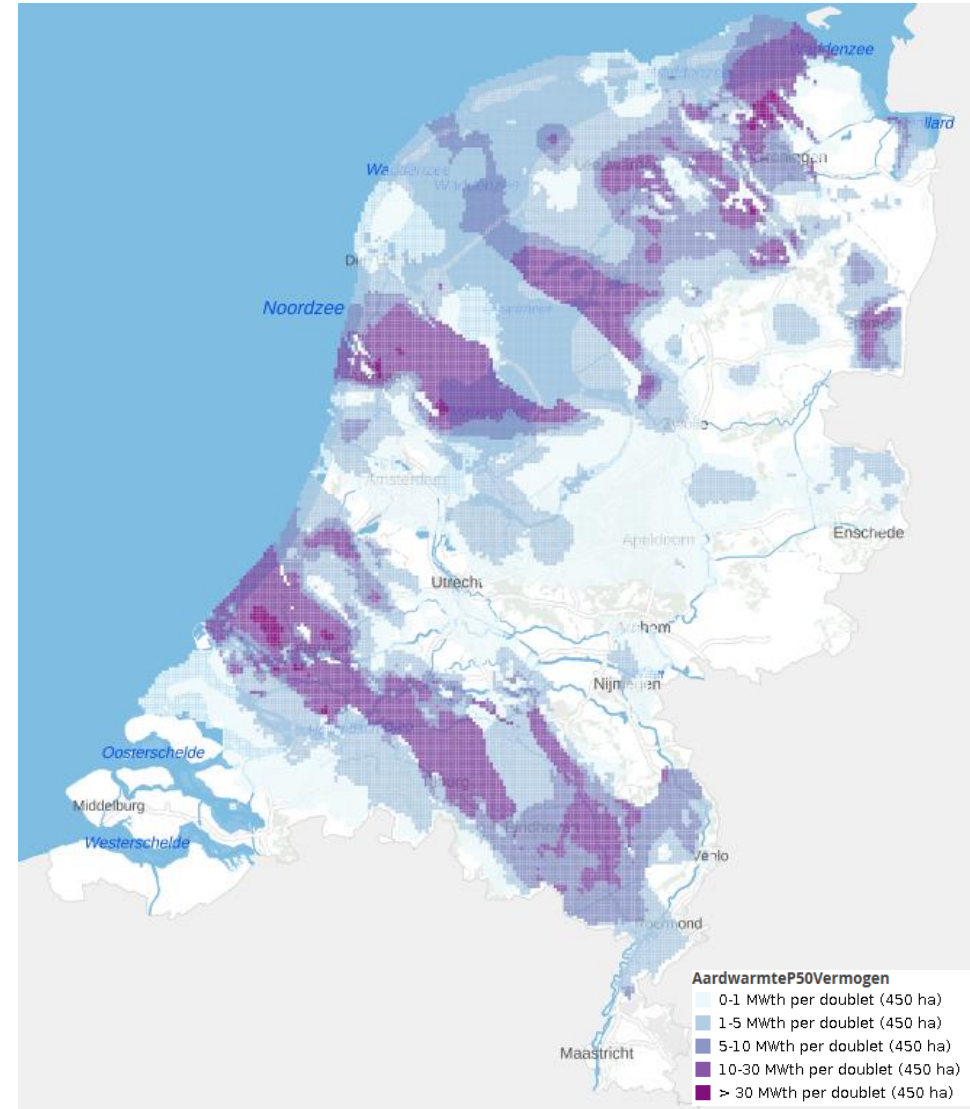 Waddenzee
Waddenzee
Noordzee
Zwolle
Amsterdam
Enschede
Apeldoorn
Utrecht
Nijmegen
Oosterschelde
Middelburg
Westerschelde
Eindhoven
Venlo
Roermond
Maastricht
AardwarmteP50Vermogen
0-1 MWth per doublet (450 ha)
1-5 MWth per doublet (450 ha)
5-10 MWth per doublet (450 ha)
10-30 MWth per doublet (450 ha)
> 30 MWth per doublet (450 ha)